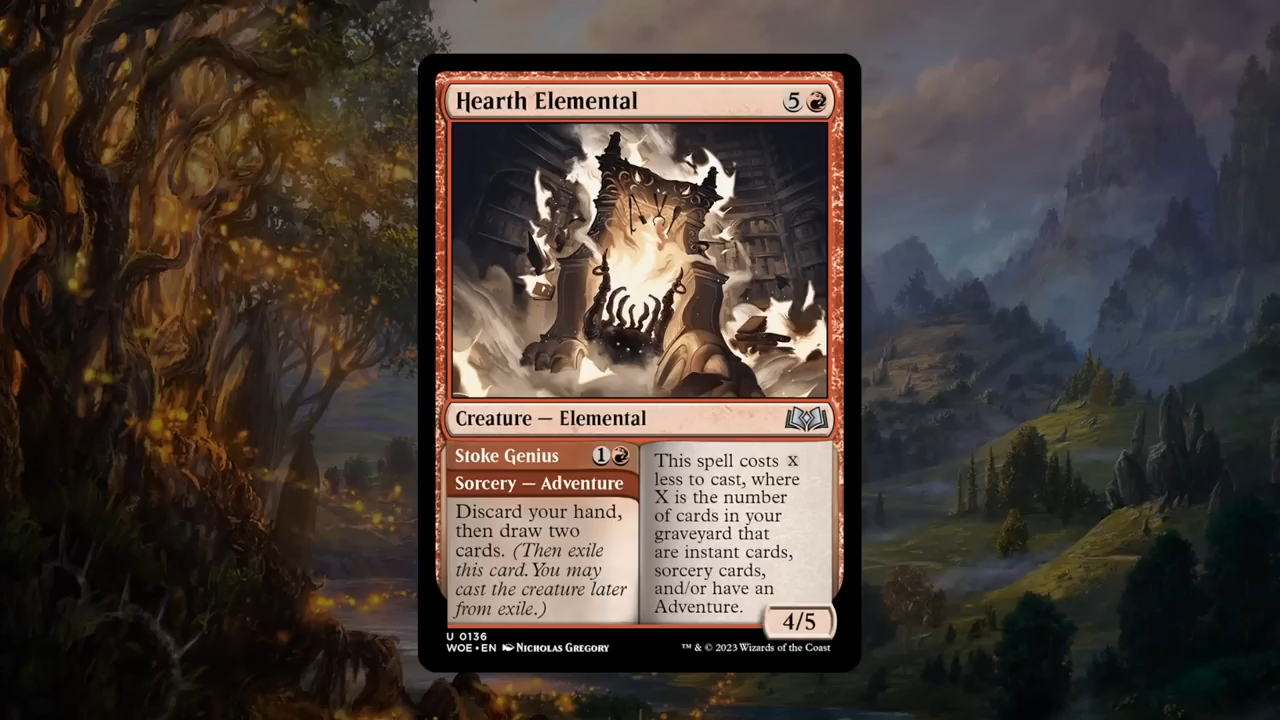 Hearth Elemental 5
Creature — Elemental
Stoke Genius 1
Sorcery — Adventure
Discard your hand,
then draw two
cards. (Then exile
this card. You may
cast the creature later
from exile.)
This spell costs X
less to cast, where
X is the number
of cards in your
graveyard that
are instant cards,
sorcery cards,
and/or have an
Adventure.
4/5
U 0136
WOE • EN Nicholas Gregory
™ & © 2023 Wizards of the Coast